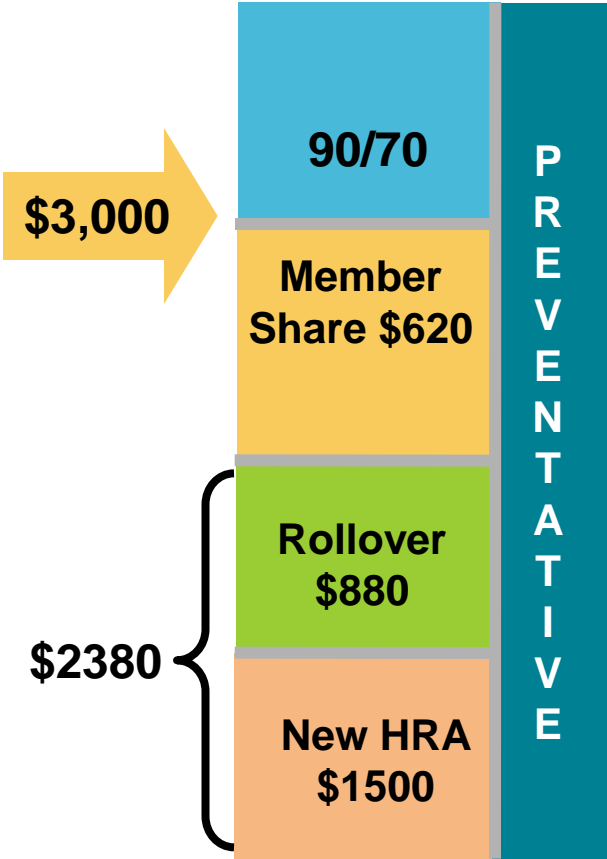 90/70
$3,000
Member
Share $620
Rollover
$880
$2380
New HRA
$1500
P
R
E
V
E
N
T
A
T
I
V
E